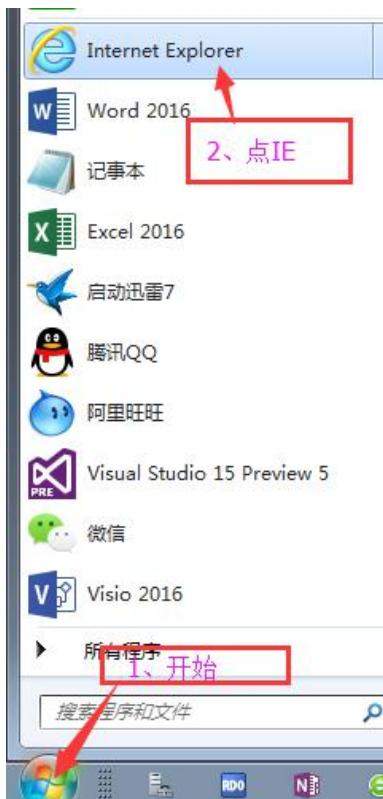 Internet Explorer
Word 2016
2、点IE
记事本
Excel 2016
启动迅雷7
腾讯QQ
阿里旺旺
Visual Studio 15 Preview 5
PRE
微信
Visio 2016
所有程序
1、开始
搜索程序和文件
RDO
N